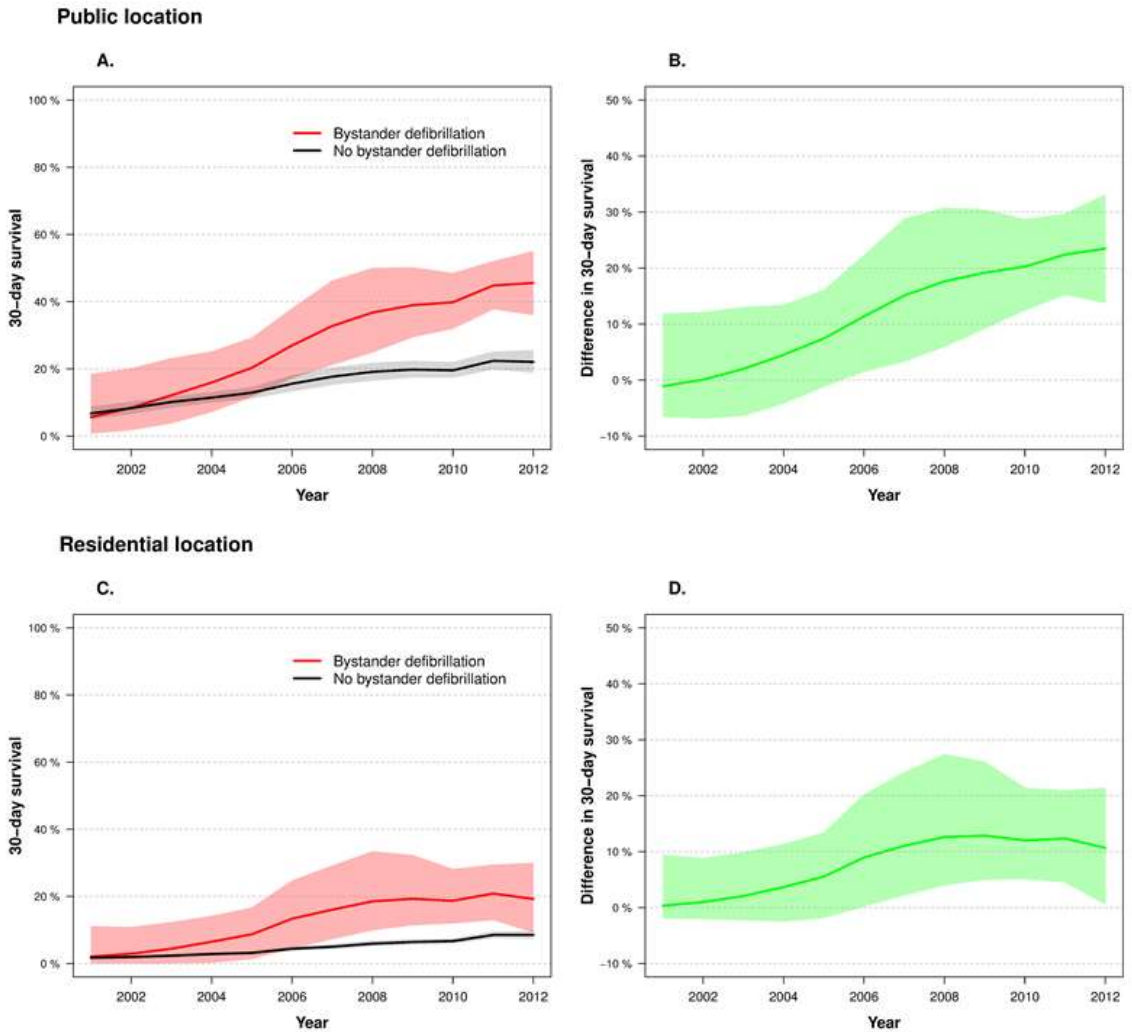 Public location
A.
B.
100 %
80 %
60 %
40 %
20 %
0 %
30−day survival
Bystander defibrillation
No bystander defibrillation
2002 2004 2006 2008 2010 2012
Year
50 %
40 %
30 %
20 %
10 %
0 %
−10 %
Difference in 30−day survival
2002 2004 2006 2008 2010 2012
Year
Residential location
C.
D.
100 %
80 %
60 %
40 %
20 %
0 %
30−day survival
Bystander defibrillation
No bystander defibrillation
2002 2004 2006 2008 2010 2012
Year
50 %
40 %
30 %
20 %
10 %
0 %
−10 %
Difference in 30−day survival
2002 2004 2006 2008 2010 2012
Year